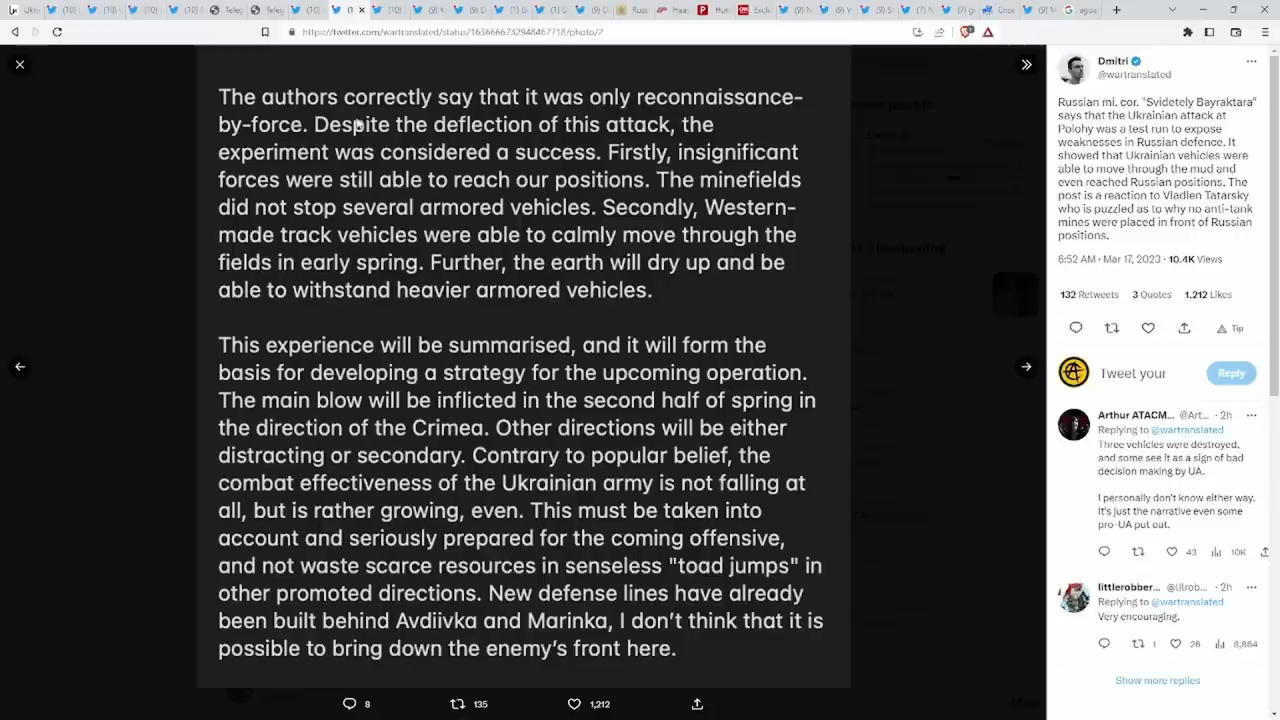 https://twitter.com/wartranslated/status/1636666732948467718/photo/2
The authors correctly say that it was only reconnaissance-
by-force. Despite the deflection of this attack, the
experiment was considered a success. Firstly, insignificant
forces were still able to reach our positions. The minefields
did not stop several armored vehicles. Secondly, Western-
made track vehicles were able to calmly move through the
fields in early spring. Further, the earth will dry up and be
able to withstand heavier armored vehicles.
This experience will be summarised, and it will form the
basis for developing a strategy for the upcoming operation.
The main blow will be inflicted in the second half of spring in
the direction of the Crimea. Other directions will be either
distracting or secondary. Contrary to popular belief, the
combat effectiveness of the Ukrainian army is not falling at
all, but is rather growing, even. This must be taken into
account and seriously prepared for the coming offensive,
and not waste scarce resources in senseless "toad jumps" in
other promoted directions. New defense lines have already
been built behind Avdiivka and Marinka, I don't think that it is
possible to bring down the enemy's front here.
8 135 1,212
Dmitri
@wartranslated
Russian mi. cor. "Svidetely Bayraktara"
says that the Ukrainian attack at
Polohy was a test run to expose
weaknesses in Russian defence. It
showed that Ukrainian vehicles were
able to move through the mud and
even reached Russian positions. The
post is a reaction to Vladlen Tatarsky
who is puzzled as to why no anti-tank
mines were placed in front of Russian
positions.
6:52 AM · Mar 17, 2023 · 10.4K Views
132 Retweets 3 Quotes 1,212 Likes
Tip
Tweet your
Reply
Arthur ATACM... @Art... · 2h
Replying to @wartranslated
Three vehicles were destroyed,
and some see it as a sign of bad
decision making by UA.
I personally don't know either way.
It's just the narrative even some
pro-UA put out.
43 10K
littlerobber... @lilrob... · 2h
Replying to @wartranslated
Very encouraging.
1 26 8,864
Show more replies